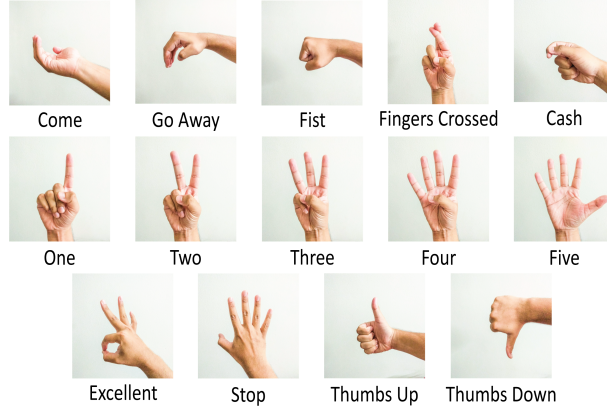 Come
Go Away
Fist
Fingers Crossed
Cash
One
Two
Three
Four
Five
Excellent
Stop
Thumbs Up
Thumbs Down